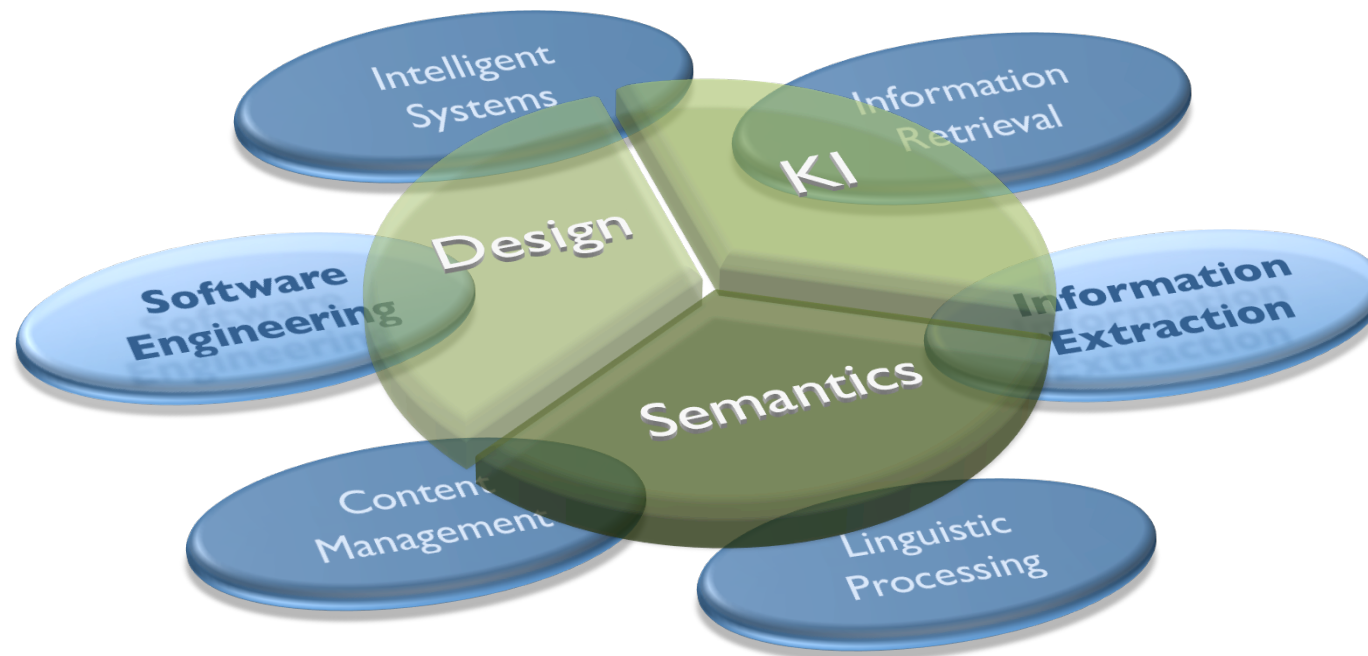 Intelligent
Systems
Information
Retrieval
KI
Design
Software
Engineering
Information
Extraction
Semantics
Content
Management
Linguistic
Processing